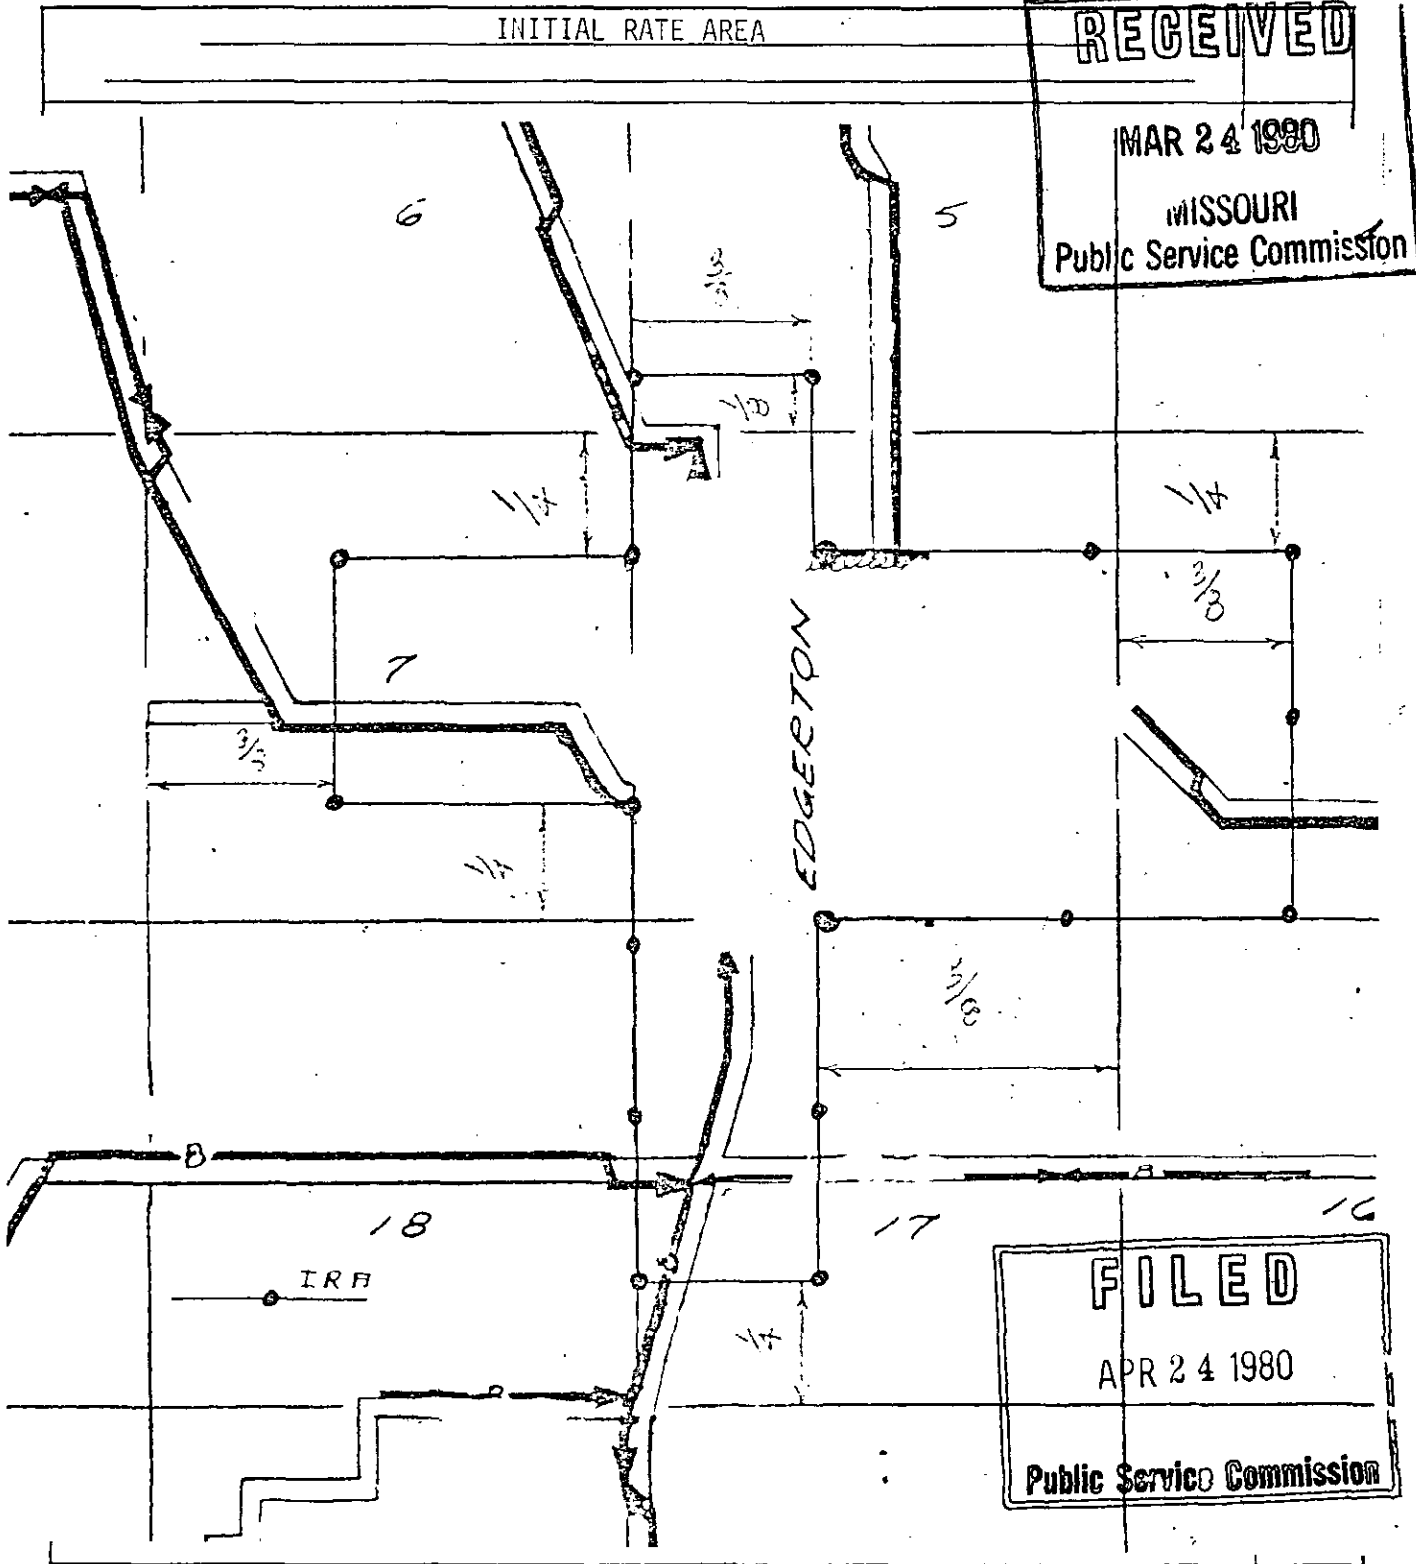 INITIAL RATE AREA
RECEIVED
MAR 24 1980
MISSOURI
Public Service Commission
6
5
3/8
1/8
1/4
1/4
3/8
7
EDGERTON
3/8
1/4
5/8
B
B
18
17
16
IRA
B
1/4
B
FILED
APR 24 1980
Public Service Commission